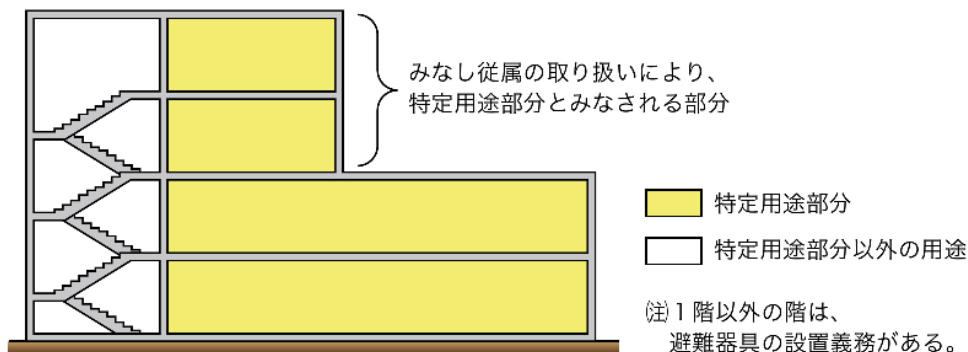 みなし従属の取り扱いにより、
特定用途部分とみなされる部分
特定用途部分
特定用途部分以外の用途
㈟1階以外の階は、
避難器具の設置義務がある。